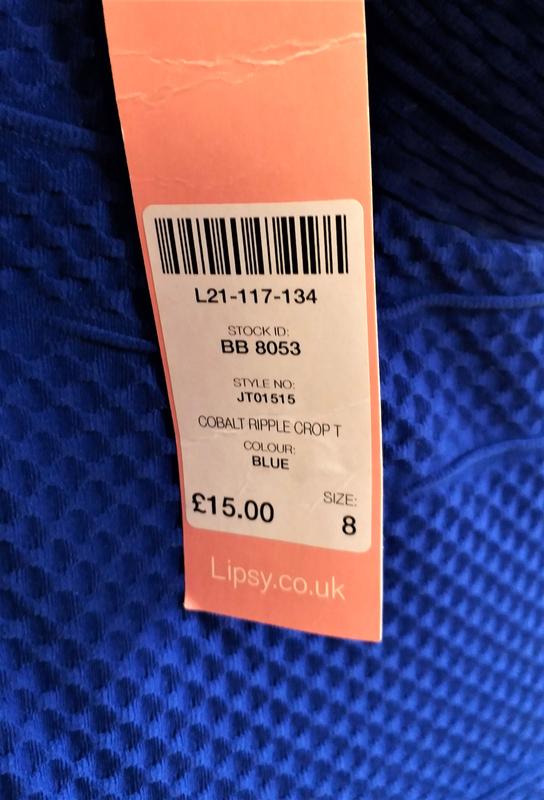 L21-117-134
STOCK ID:
BB 8053
STYLE NO:
JT01515
COBALT RIPPLE CROP T
COLOUR:
BLUE
£15.00
SIZE:
8
Lipsy.co.uk